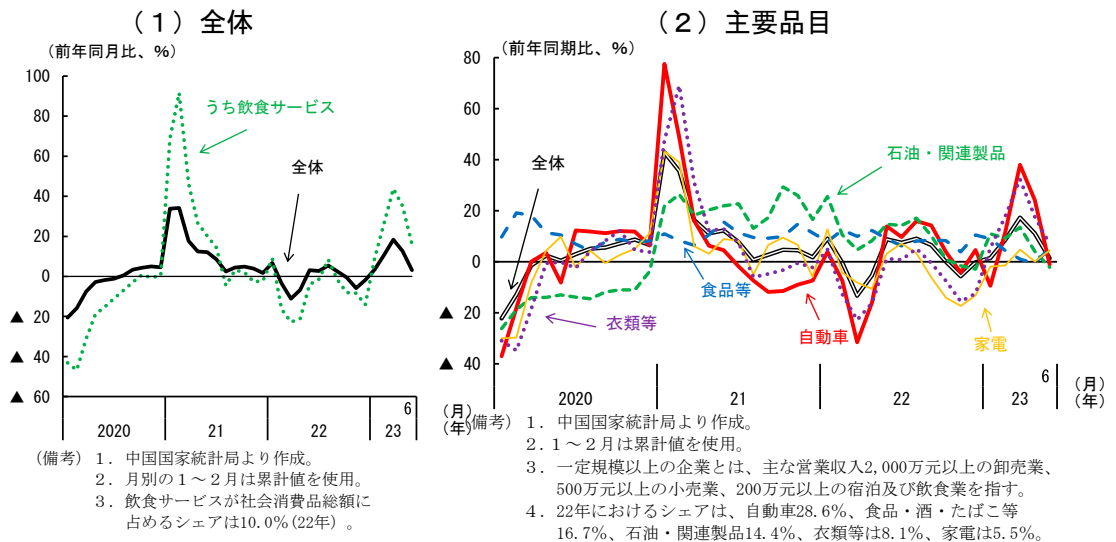 （１）全体
（前年同月比、%）
100
80
60
40
20
0
▲ 20
▲ 40
▲ 60
うち飲食サービス
全体
6
（月）
2020 21 22 23
（年）
（備考）１．中国国家統計局より作成。
２．月別の１～２月は累計値を使用。
３．飲食サービスが社会消費品総額に
占めるシェアは10.0%(22年) 。
（２）主要品目
（前年同期比、%）
80
60
40
20
0
▲ 20
▲ 40
全体
石油・関連製品
食品等
衣類等
自動車
家電
6
（月）
2020 21 22 23
（年）
（備考）１．中国国家統計局より作成。
２.１～２月は累計値を使用。
３．一定規模以上の企業とは、主な営業収入2,000万元以上の卸売業、
500万元以上の小売業、200万元以上の宿泊及び飲食業を指す。
４．22年におけるシェアは、自動車28.6%、食品・酒・たばこ等
16.7%、石油・関連製品14.4%、衣類等は8.1%、家電は5.5%。